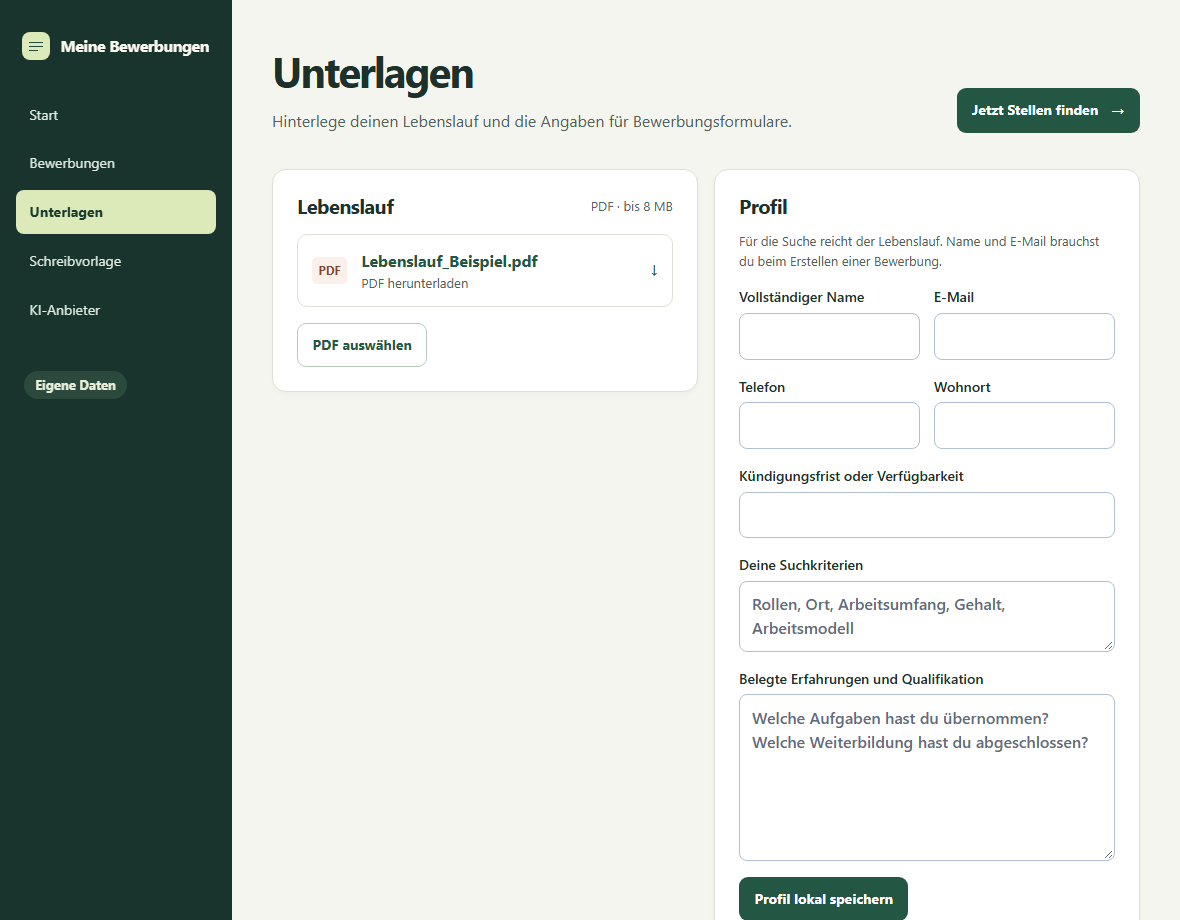 Meine Bewerbungen
Start
Bewerbungen
Unterlagen
Schreibvorlage
KI-Anbieter
Eigene Daten
Unterlagen
Hinterlege deinen Lebenslauf und die Angaben für Bewerbungsformulare.
Jetzt Stellen finden →
Lebenslauf
PDF · bis 8 MB
PDF
Lebenslauf_Beispiel.pdf
PDF herunterladen
↓
PDF auswählen
Profil
Für die Suche reicht der Lebenslauf. Name und E-Mail brauchst
du beim Erstellen einer Bewerbung.
Vollständiger Name
E-Mail
Telefon
Wohnort
Kündigungsfrist oder Verfügbarkeit
Deine Suchkriterien
Rollen, Ort, Arbeitsumfang, Gehalt,
Arbeitsmodell
Belegte Erfahrungen und Qualifikation
Welche Aufgaben hast du übernommen?
Welche Weiterbildung hast du abgeschlossen?
Profil lokal speichern